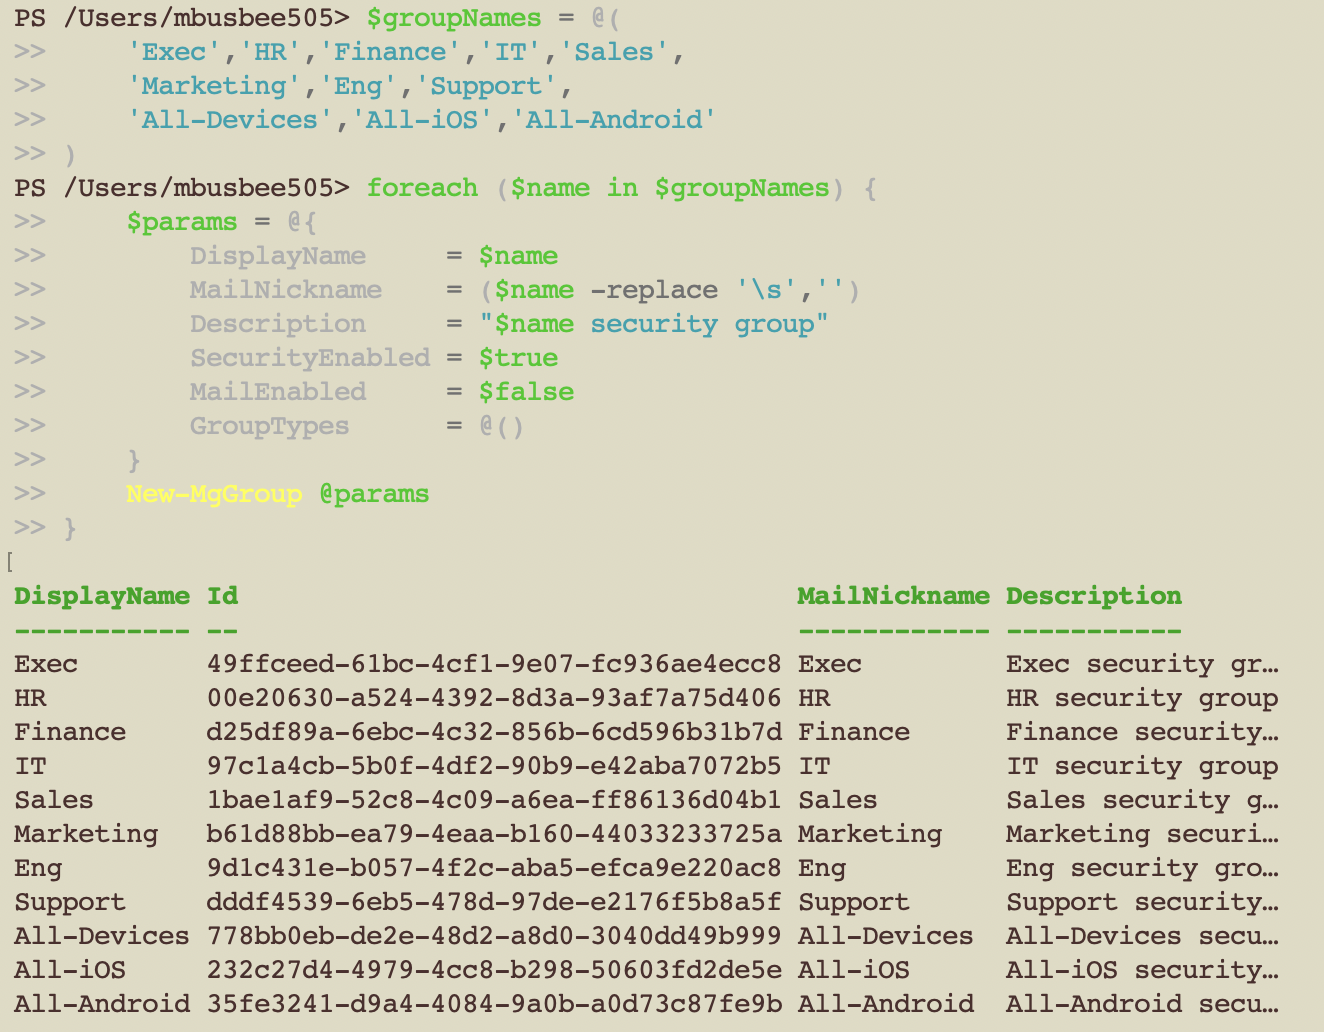 PS /Users/mbusbee505> $groupNames = @(
>>     'Exec','HR','Finance','IT','Sales',
>>     'Marketing','Eng','Support',
>>     'All-Devices','All-iOS','All-Android'
>> )
PS /Users/mbusbee505> foreach ($name in $groupNames) {
>>     $params = @{
>>         DisplayName     = $name
>>         MailNickname    = ($name -replace '\s','')
>>         Description     = "$name security group"
>>         SecurityEnabled = $true
>>         MailEnabled     = $false
>>         GroupTypes      = @()
>>     }
>>     New-MgGroup @params
>> }
[
DisplayName Id                                   MailNickname Description
----------- --                                   ------------ -----------
Exec        49ffceed-61bc-4cf1-9e07-fc936ae4ecc8 Exec         Exec security gr…
HR          00e20630-a524-4392-8d3a-93af7a75d406 HR           HR security group
Finance     d25df89a-6ebc-4c32-856b-6cd596b31b7d Finance      Finance security…
IT          97c1a4cb-5b0f-4df2-90b9-e42aba7072b5 IT           IT security group
Sales       1bae1af9-52c8-4c09-a6ea-ff86136d04b1 Sales        Sales security g…
Marketing   b61d88bb-ea79-4eaa-b160-44033233725a Marketing    Marketing securi…
Eng         9d1c431e-b057-4f2c-aba5-efca9e220ac8 Eng          Eng security gro…
Support     dddf4539-6eb5-478d-97de-e2176f5b8a5f Support      Support security…
All-Devices 778bb0eb-de2e-48d2-a8d0-3040dd49b999 All-Devices  All-Devices secu…
All-iOS     232c27d4-4979-4cc8-b298-50603fd2de5e All-iOS      All-iOS security…
All-Android 35fe3241-d9a4-4084-9a0b-a0d73c87fe9b All-Android  All-Android secu…